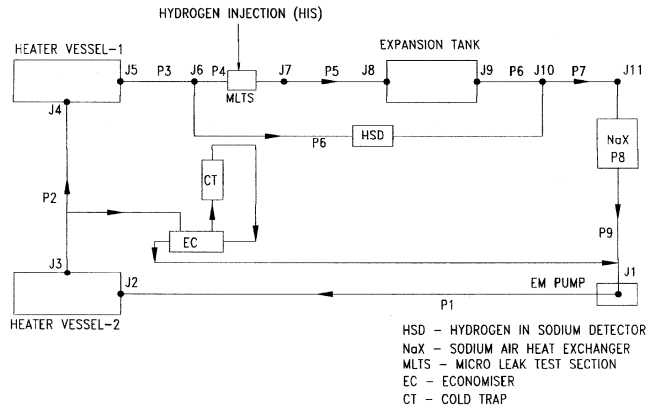 HYDROGEN INJECTION (HIS)
HEATER VESSEL-1
EXPANSION TANK
J5
P3
J6
P4
J7
P5
J8
J9
P6
J10
P7
J11
MLTS
J4
P6
HSD
NaX
P8
CT
P2
EC
P9
J3
J2
EM PUMP
J1
P1
HEATER VESSEL-2
HSD – HYDROGEN IN SODIUM DETECTOR
NaX – SODIUM AIR HEAT EXCHANGER
MLTS – MICRO LEAK TEST SECTION
EC – ECONOMISER
CT – COLD TRAP